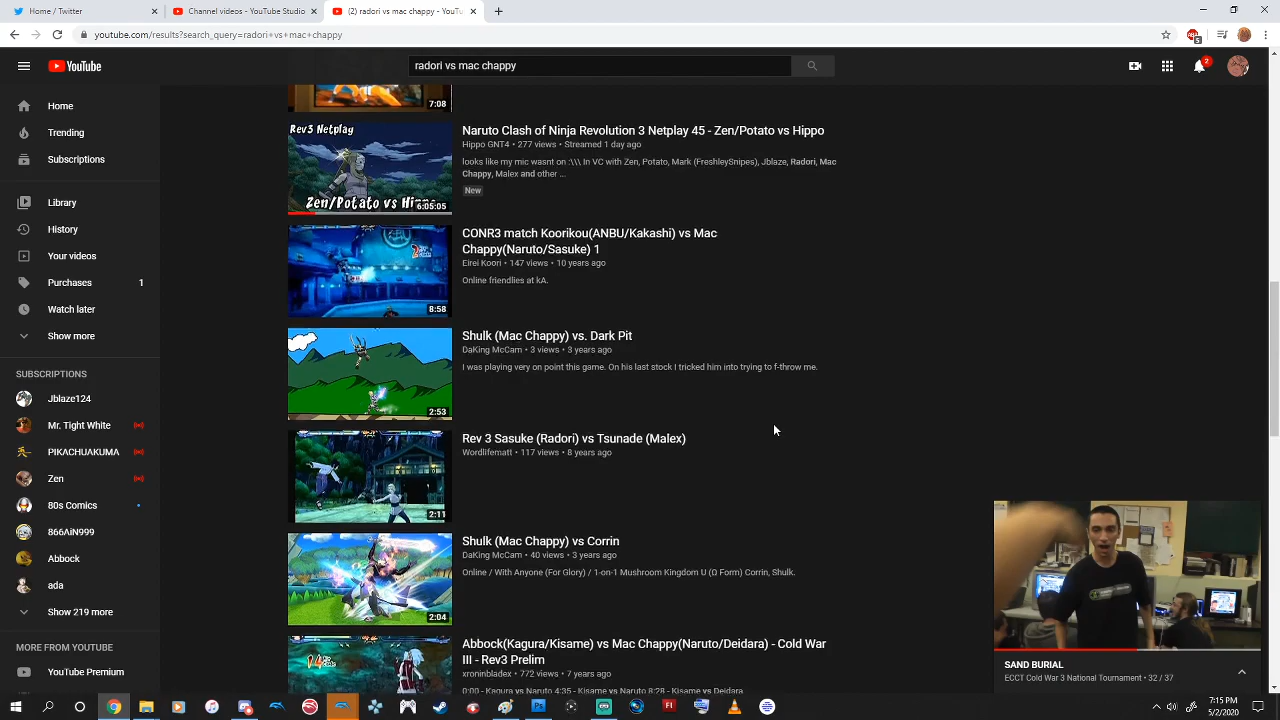 Home / Twitter
Channel videos - YouTube Studio
(2) radori vs mac chappy - YouTube
youtube.com/results?search_query=radori+vs+mac+chappy
5
YouTube
radori vs mac chappy
2
Home
Trending
Subscriptions
Library
History
Your videos
Purchases 1
Watch later
Show more
SUBSCRIPTIONS
Jblaze124
Mr. Tight White
PIKACHUAKUMA
Zen
80s Comics
866AiN999
Abbock
ada
Show 219 more
MORE FROM YOUTUBE
YouTube Premium
7:08
Rev3 Netplay
Zen/Potato vs Hippo
6:05:05
Naruto Clash of Ninja Revolution 3 Netplay 45 - Zen/Potato vs Hippo
Hippo GNT4 • 277 views • Streamed 1 day ago
looks like my mic wasnt on :\\\ In VC with Zen, Potato, Mark (FreshleySnipes), Jblaze, Radori, Mac
Chappy, Malex and other ...
New
8:58
CONR3 match Koorikou(ANBU/Kakashi) vs Mac
Chappy(Naruto/Sasuke) 1
Eirei Koori • 147 views • 10 years ago
Online friendlies at kA.
2:53
Shulk (Mac Chappy) vs. Dark Pit
DaKing McCam • 3 views • 3 years ago
I was playing very on point this game. On his last stock I tricked him into trying to f-throw me.
2:11
Rev 3 Sasuke (Radori) vs Tsunade (Malex)
Wordlifematt • 117 views • 8 years ago
2:04
Shulk (Mac Chappy) vs Corrin
DaKing McCam • 40 views • 3 years ago
Online / With Anyone (For Glory) / 1-on-1 Mushroom Kingdom U (Ω Form) Corrin, Shulk.
Abbock(Kagura/Kisame) vs Mac Chappy(Naruto/Deidara) - Cold War
III - Rev3 Prelim
xroninbladex • 772 views • 7 years ago
0:00 - Kagura vs Naruto 4:35 - Kisame vs Naruto 8:28 - Kisame vs Deidara
SAND BURIAL
ECCT Cold War 3 National Tournament • 32 / 37
7:15 PM
5/2/2020